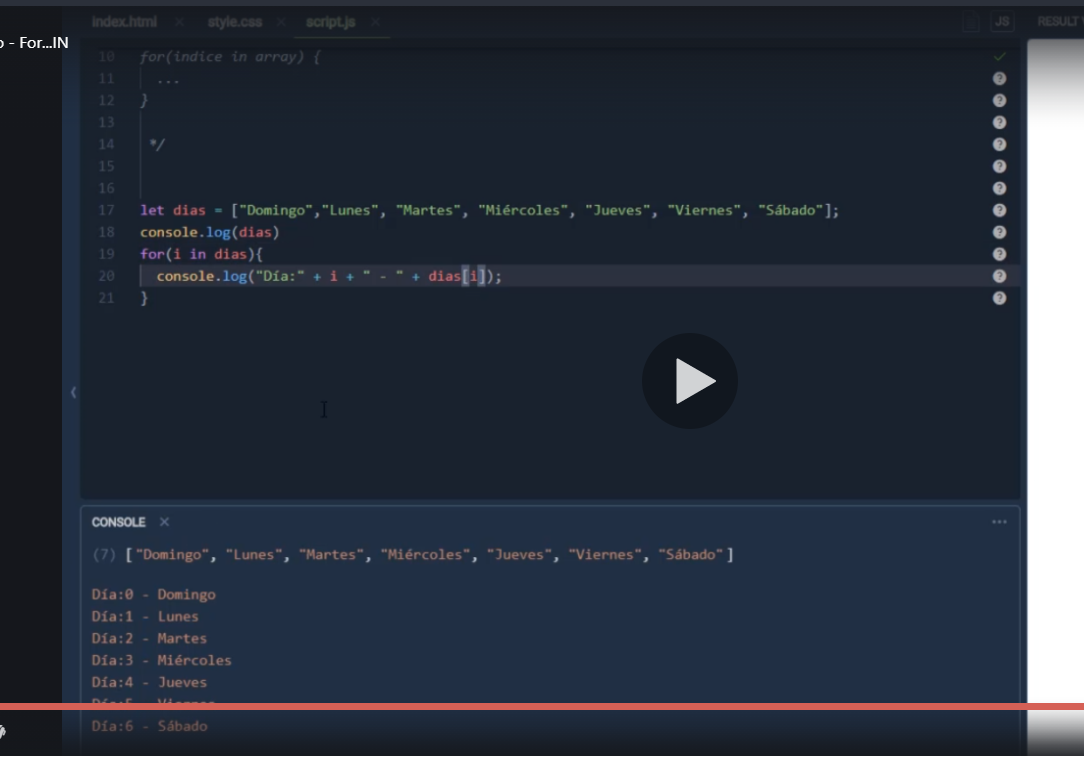 index.html × style.css × script.js × JS RESULT
o - For...IN
10 for(indice in array) {
11 ...
12 }
13
14 */
15
16
17 let dias = ["Domingo","Lunes", "Martes", "Miércoles", "Jueves", "Viernes", "Sábado"];
18 console.log(dias)
19 for(i in dias){
20 console.log("Día:" + i + " - " + dias[i]);
21 }
CONSOLE ×
(7) ["Domingo", "Lunes", "Martes", "Miércoles", "Jueves", "Viernes", "Sábado"]
Día:0 - Domingo
Día:1 - Lunes
Día:2 - Martes
Día:3 - Miércoles
Día:4 - Jueves
Día:5 - Viernes
Día:6 - Sábado